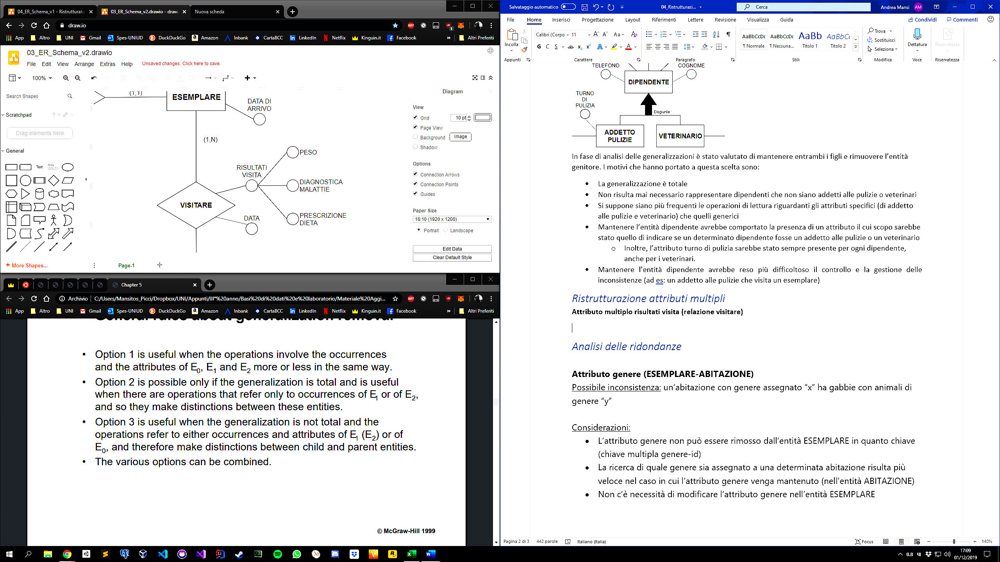 04_ER_Schema_v1 - Ristrutturato
03_ER_Schema_v2.drawio - draw.
Nuova scheda
draw.io
App
Altro
UNI
Gmail
Spes-UNIUD
DuckDuckGo
Amazon
Inbank
CartaBCC
LinkedIn
Netflix
Kinguin.it
Facebook
»
Altri Preferiti
03_ER_Schema_v2.drawio
File
Edit
View
Arrange
Extras
Help
Unsaved changes. Click here to save.
100%
Search Shapes
Scratchpad
Drag elements here
General
Text
More Shapes...
Page-1
(1,1)
ESEMPLARE
DATA DI
ARRIVO
(1,N)
PESO
RISULTATI
VISITA
DIAGNOSTICA
MALATTIE
VISITARE
DATA
PRESCRIZIONE
DIETA
Diagram
View
Grid
10 pt
Page View
Background
Image
Shadow
Options
Connection Arrows
Connection Points
Guides
Paper Size
16:10 (1920 x 1200)
Portrait
Landscape
Edit Data
Clear Default Style
Chapter 5
Archivio
C:/Users/Mansitos_Picci/Dropbox/UNI/Appunti/III°%20anno/Basi%20di%20dati%20e%20laboratorio/Materiale%20Aggi...
App
Altro
UNI
Gmail
Spes-UNIUD
DuckDuckGo
Amazon
Inbank
CartaBCC
LinkedIn
Netflix
Kinguin.it
Facebook
»
Altri Preferiti
General rules about generalization removal
• Option 1 is useful when the operations involve the occurrences
and the attributes of E0, E1 and E2 more or less in the same way.
• Option 2 is possible only if the generalization is total and is useful
when there are operations that refer only to occurrences of E1 or of E2,
and so they make distinctions between these entities.
• Option 3 is useful when the generalization is not total and the
operations refer to either occurrences and attributes of E1 (E2) or of
E0, and therefore make distinctions between child and parent entities.
• The various options can be combined.
© McGraw-Hill 1999
Salvataggio automatico
04_Ristrutturazi...
Cerca
Andrea Mansi
AM
File
Home
Inserisci
Progettazione
Layout
Riferimenti
Lettere
Revisione
Visualizza
Guida
Condividi
Commenti
Incolla
Appunti
Calibri (Corpo
11
G C S ab x₂ x²
Carattere
Paragrafo
AaBbCcDc
¶ Normale
AaBbCcDc
¶ Nessuna...
AaBb
Titolo 1
AaBbCc
Titolo 2
Stili
Trova
Sostituisci
Seleziona
Modifica
Dettatura
Voce
Riservatezza
Riservatezza
TELEFONO
COGNOME
DIPENDENTE
TURNO
DI
PULIZIA
Disgiunta
ADDETTO
PULIZIE
VETERINARIO
In fase di analisi delle generalizzazioni è stato valutato di mantenere entrambi i figli e rimuovere l’entità
genitore. I motivi che hanno portato a questa scelta sono:
• La generalizzazione è totale
• Non risulta mai necessario rappresentare dipendenti che non siano addetti alle pulizie o veterinari
• Si suppone siano più frequenti le operazioni di lettura riguardanti gli attributi specifici (di addetto
alle pulizie e veterinario) che quelli generici
• Mantenere l’entità dipendente avrebbe comportato la presenza di un attributo il cui scopo sarebbe
stato quello di indicare se un determinato dipendente fosse un addetto alle pulizie o un veterinario
o Inoltre, l’attributo turno di pulizia sarebbe stato sempre presente per ogni dipendente,
anche per i veterinari.
• Mantenere l’entità dipendente avrebbe reso più difficoltoso il controllo e la gestione delle
inconsistenze (ad es: un addetto alle pulizie che visita un esemplare)
Ristrutturazione attributi multipli
Attributo multiplo risultati visita (relazione visitare)
Analisi delle ridondanze
Attributo genere (ESEMPLARE-ABITAZIONE)
Possibile inconsistenza: un’abitazione con genere assegnato “x” ha gabbie con animali di
genere “y”
Considerazioni:
• L’attributo genere non può essere rimosso dall’entità ESEMPLARE in quanto chiave
(chiave multipla genere-id)
• La ricerca di quale genere sia assegnato a una determinata abitazione risulta più
veloce nel caso in cui l’attributo genere venga mantenuto (nell’entità ABITAZIONE)
• Non c’è necessità di modificare l’attributo genere nell’entità ESEMPLARE
Pagina 2 di 3
442 parole
Italiano (Italia)
Focus
140%
0.8
17:09
01/12/2019